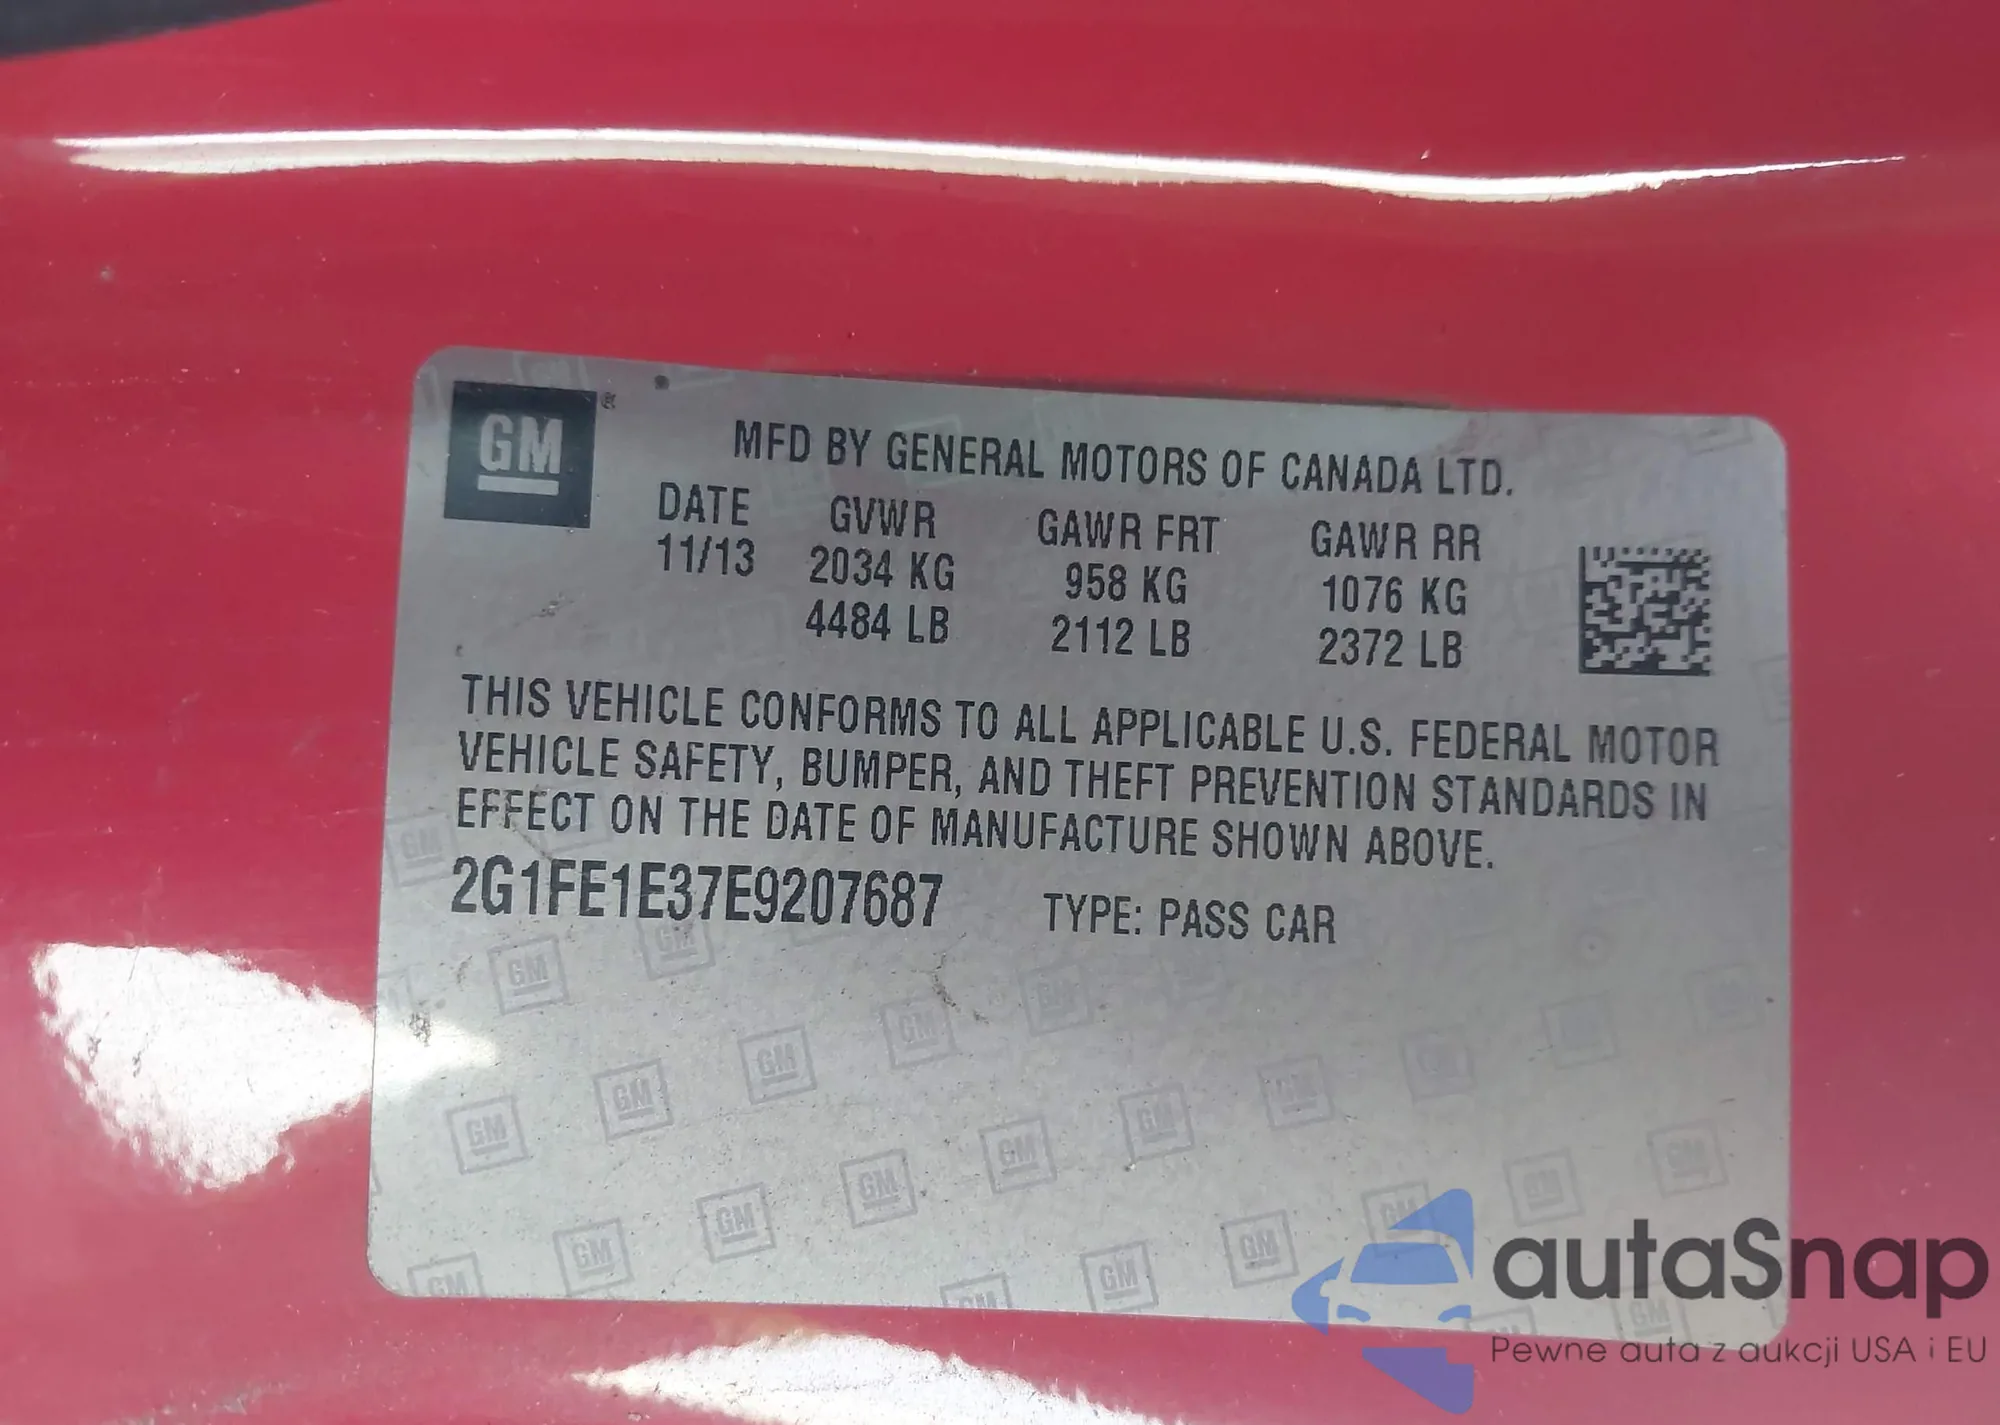 GM ®
MFD BY GENERAL MOTORS OF CANADA LTD.
DATE GVWR GAWR FRT GAWR RR
11/13 2034 KG 958 KG 1076 KG
4484 LB 2112 LB 2372 LB
THIS VEHICLE CONFORMS TO ALL APPLICABLE U.S. FEDERAL MOTOR
VEHICLE SAFETY, BUMPER, AND THEFT PREVENTION STANDARDS IN
EFFECT ON THE DATE OF MANUFACTURE SHOWN ABOVE.
2G1FE1E37E9207687 TYPE: PASS CAR
autaSnap
Pewne auta z aukcji USA i EU